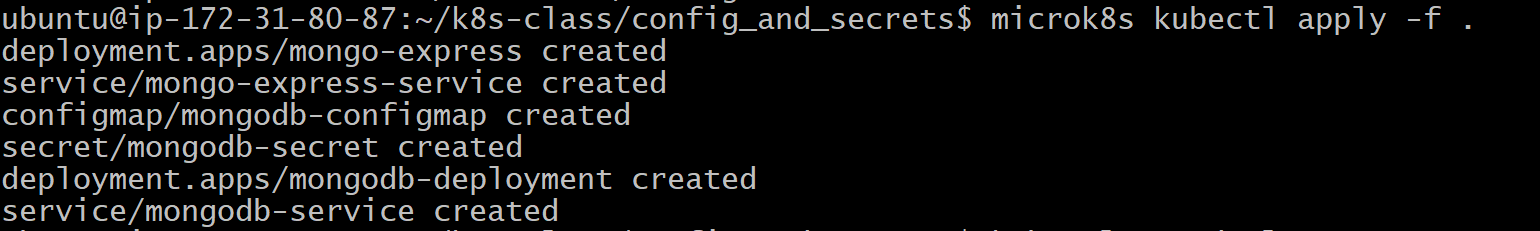 ubuntu@ip-172-31-80-87:~/k8s-class/config_and_secrets$ microk8s kubectl apply -f .
deployment.apps/mongo-express created
service/mongo-express-service created
configmap/mongodb-configmap created
secret/mongodb-secret created
deployment.apps/mongodb-deployment created
service/mongodb-service created